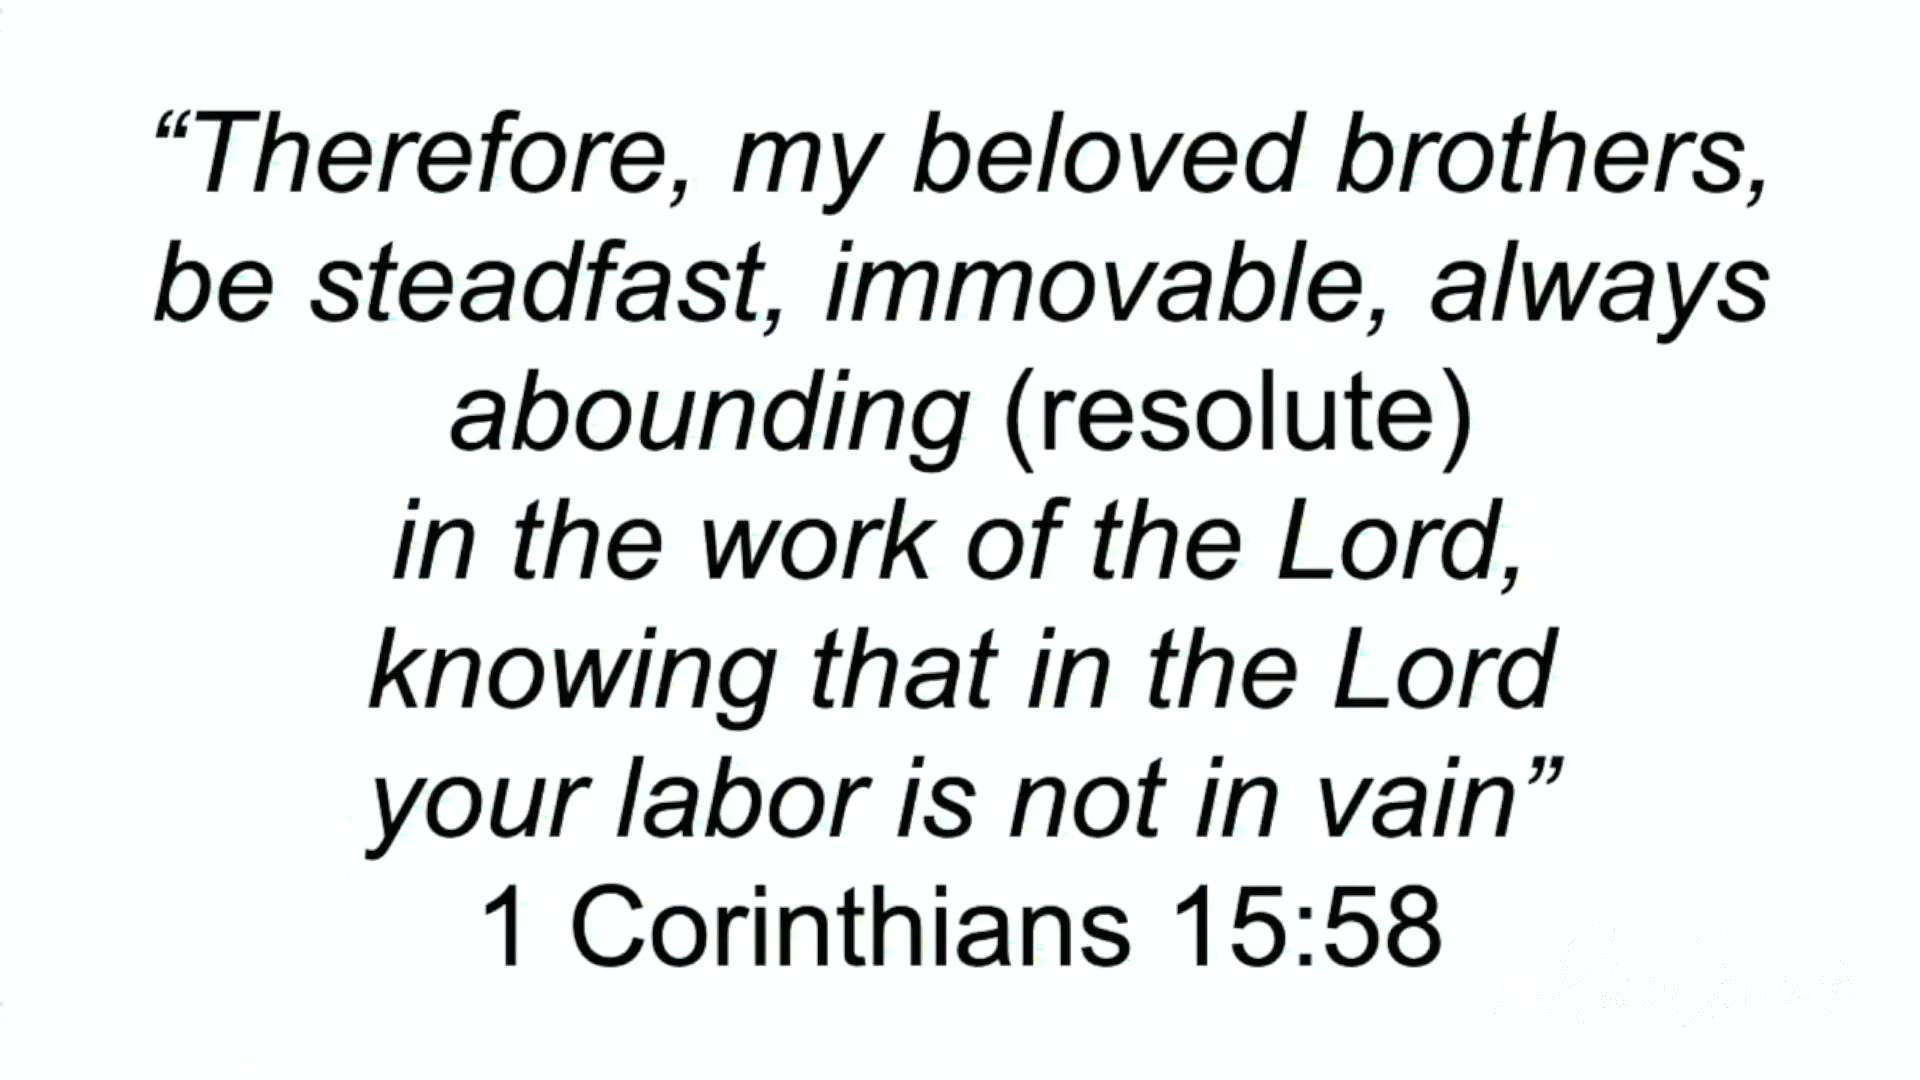 “Therefore, my beloved brothers,
be steadfast, immovable, always
abounding (resolute)
in the work of the Lord,
knowing that in the Lord
your labor is not in vain”
1 Corinthians 15:58